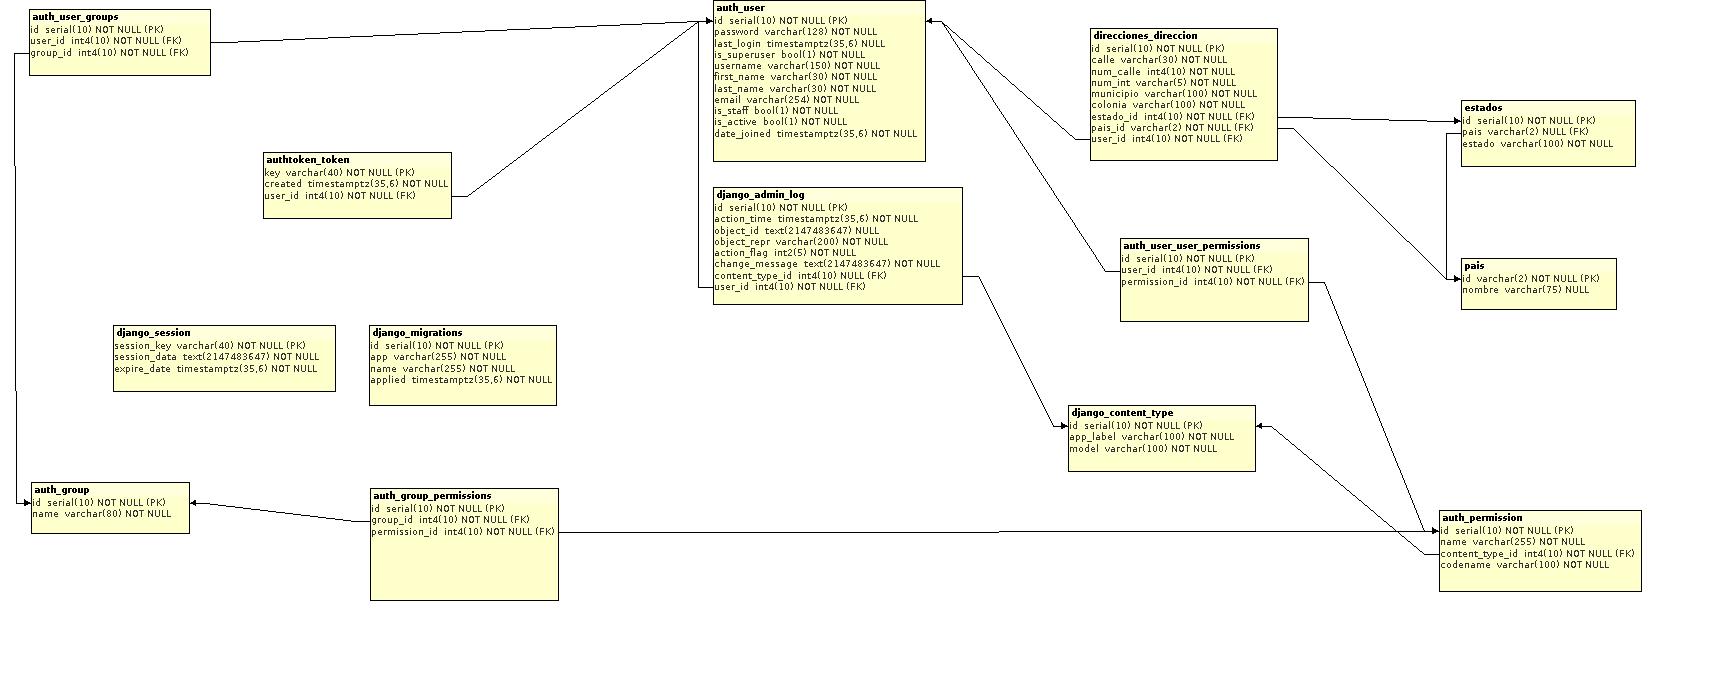 auth_user_groups
id serial(10) NOT NULL (PK)
user_id int4(10) NOT NULL (FK)
group_id int4(10) NOT NULL (FK)
auth_user
id serial(10) NOT NULL (PK)
password varchar(128) NOT NULL
last_login timestamptz(35,6) NULL
is_superuser bool(1) NOT NULL
username varchar(150) NOT NULL
first_name varchar(30) NOT NULL
last_name varchar(30) NOT NULL
email varchar(254) NOT NULL
is_staff bool(1) NOT NULL
is_active bool(1) NOT NULL
date_joined timestamptz(35,6) NOT NULL
direcciones_direccion
id serial(10) NOT NULL (PK)
calle varchar(30) NOT NULL
num_calle int4(10) NOT NULL
num_int varchar(5) NOT NULL
municipio varchar(100) NOT NULL
colonia varchar(100) NOT NULL
estado_id int4(10) NOT NULL (FK)
pais_id varchar(2) NOT NULL (FK)
user_id int4(10) NOT NULL (FK)
estados
id serial(10) NOT NULL (PK)
pais varchar(2) NULL (FK)
estado varchar(100) NOT NULL
authtoken_token
key varchar(40) NOT NULL (PK)
created timestamptz(35,6) NOT NULL
user_id int4(10) NOT NULL (FK)
django_admin_log
id serial(10) NOT NULL (PK)
action_time timestamptz(35,6) NOT NULL
object_id text(2147483647) NULL
object_repr varchar(200) NOT NULL
action_flag int2(5) NOT NULL
change_message text(2147483647) NOT NULL
content_type_id int4(10) NULL (FK)
user_id int4(10) NOT NULL (FK)
auth_user_user_permissions
id serial(10) NOT NULL (PK)
user_id int4(10) NOT NULL (FK)
permission_id int4(10) NOT NULL (FK)
pais
id varchar(2) NOT NULL (PK)
nombre varchar(75) NULL
django_session
session_key varchar(40) NOT NULL (PK)
session_data text(2147483647) NOT NULL
expire_date timestamptz(35,6) NOT NULL
django_migrations
id serial(10) NOT NULL (PK)
app varchar(255) NOT NULL
name varchar(255) NOT NULL
applied timestamptz(35,6) NOT NULL
django_content_type
id serial(10) NOT NULL (PK)
app_label varchar(100) NOT NULL
model varchar(100) NOT NULL
auth_group
id serial(10) NOT NULL (PK)
name varchar(80) NOT NULL
auth_group_permissions
id serial(10) NOT NULL (PK)
group_id int4(10) NOT NULL (FK)
permission_id int4(10) NOT NULL (FK)
auth_permission
id serial(10) NOT NULL (PK)
name varchar(255) NOT NULL
content_type_id int4(10) NOT NULL (FK)
codename varchar(100) NOT NULL